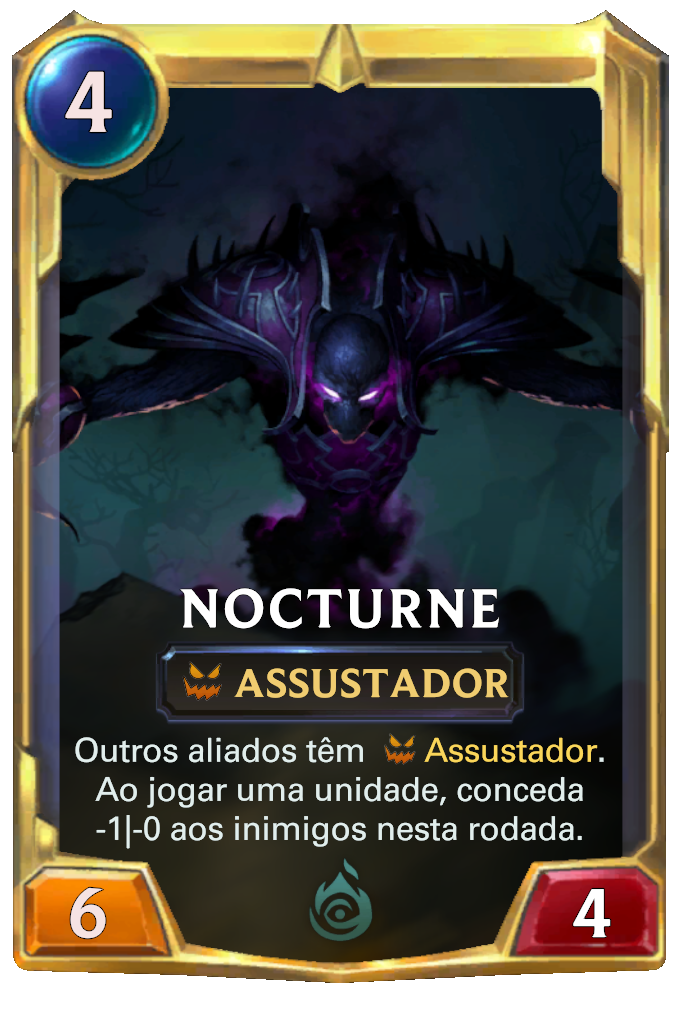 4
NOCTURNE
ASSUSTADOR
Outros aliados têm Assustador.
Ao jogar uma unidade, conceda
-1|-0 aos inimigos nesta rodada.
6
4